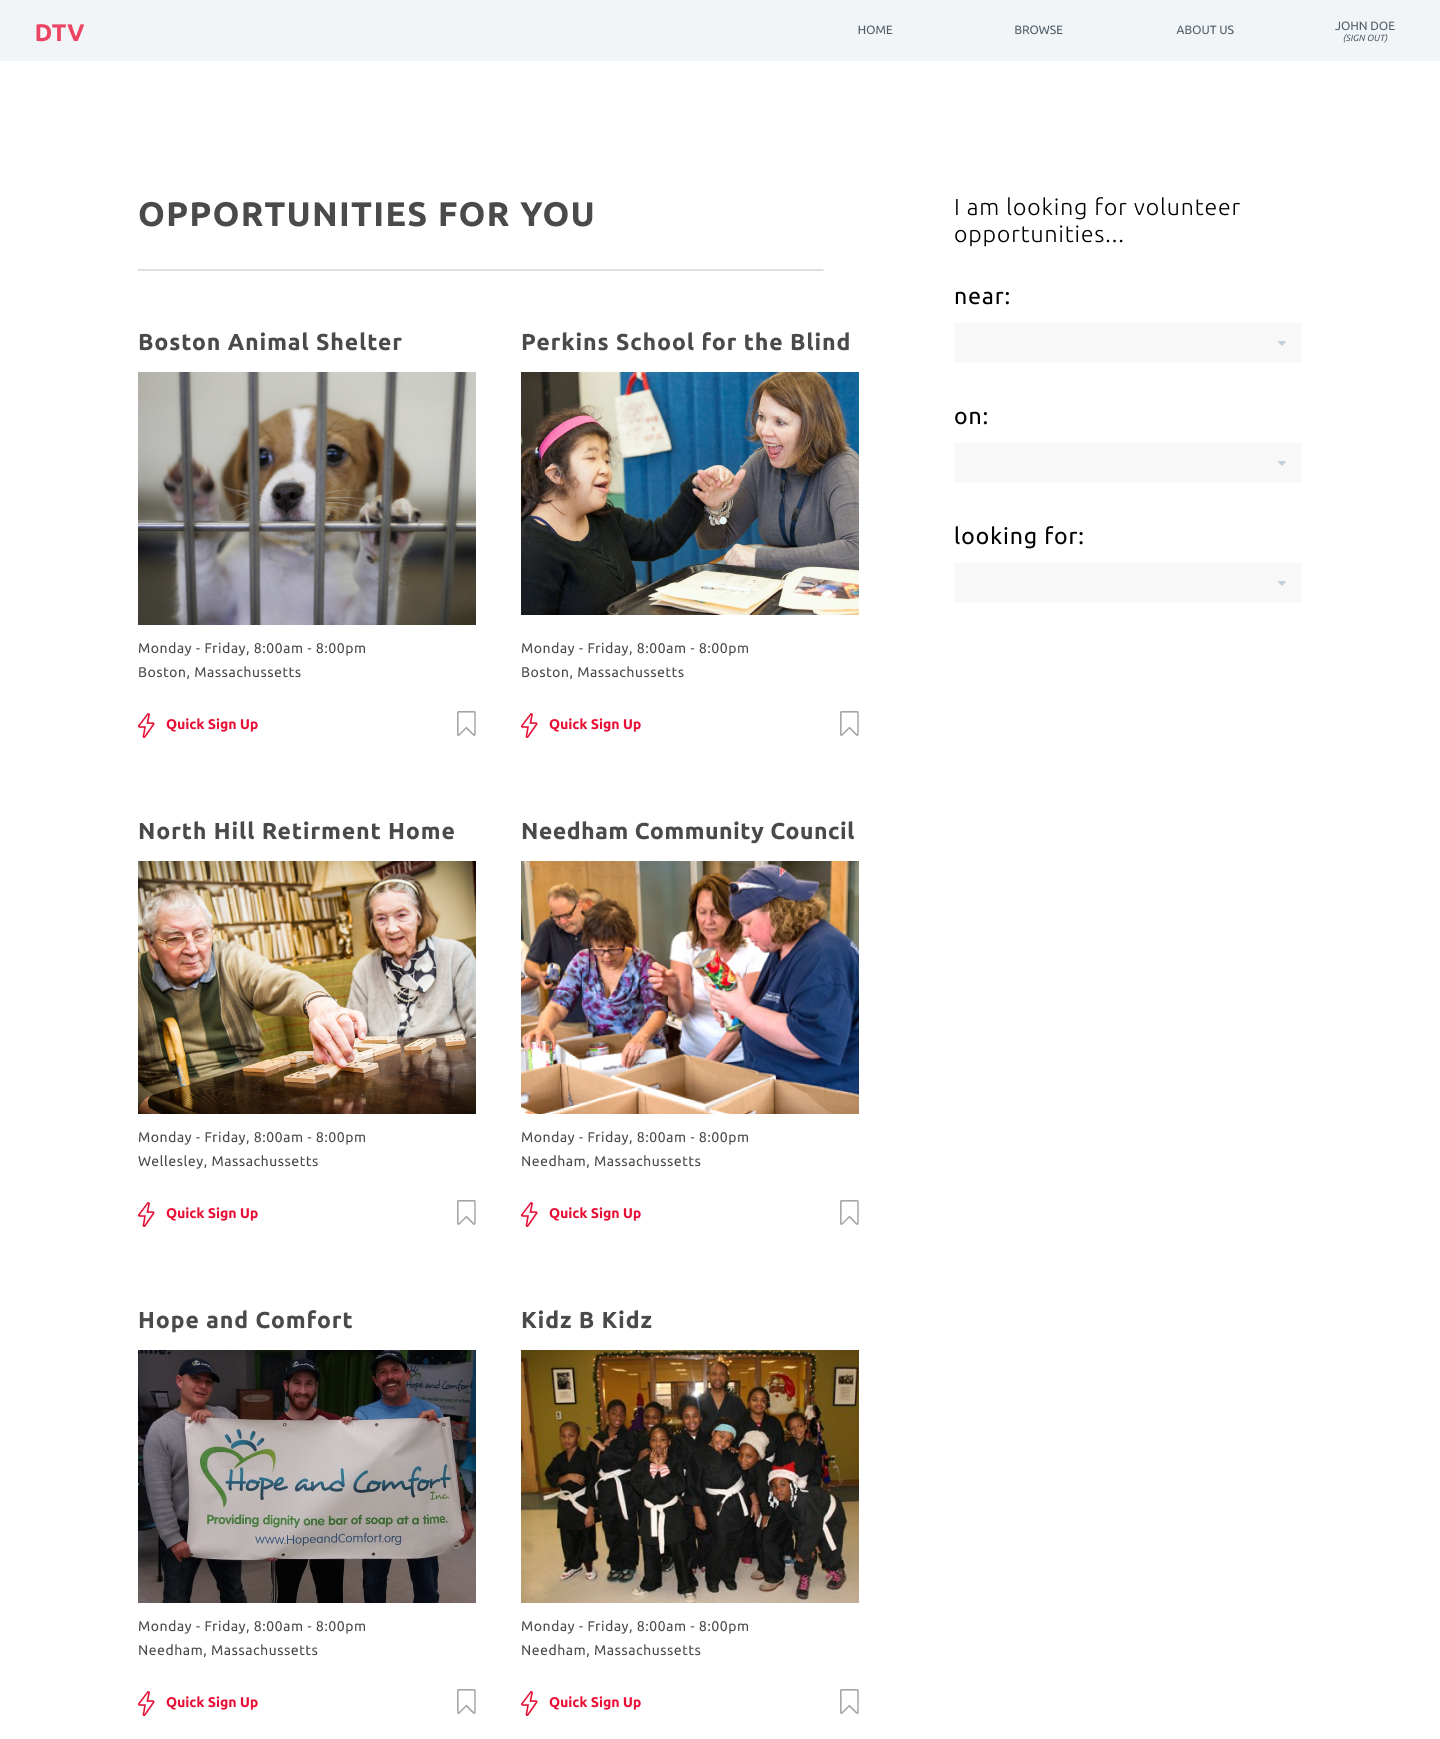 DTV
HOME
BROWSE
ABOUT US
JOHN DOE
(SIGN OUT)
OPPORTUNITIES FOR YOU
I am looking for volunteer
opportunities...
near:
on:
looking for:
Boston Animal Shelter
Monday - Friday, 8:00am - 8:00pm
Boston, Massachussetts
Quick Sign Up
Perkins School for the Blind
Monday - Friday, 8:00am - 8:00pm
Boston, Massachussetts
Quick Sign Up
North Hill Retirment Home
Monday - Friday, 8:00am - 8:00pm
Wellesley, Massachussetts
Quick Sign Up
Needham Community Council
Monday - Friday, 8:00am - 8:00pm
Needham, Massachussetts
Quick Sign Up
Hope and Comfort
Hope and Comfort
Hope and Comfort
Inc.
Providing dignity one bar of soap at a time.
www.HopeandComfort.org
Monday - Friday, 8:00am - 8:00pm
Needham, Massachussetts
Quick Sign Up
Kidz B Kidz
Monday - Friday, 8:00am - 8:00pm
Needham, Massachussetts
Quick Sign Up